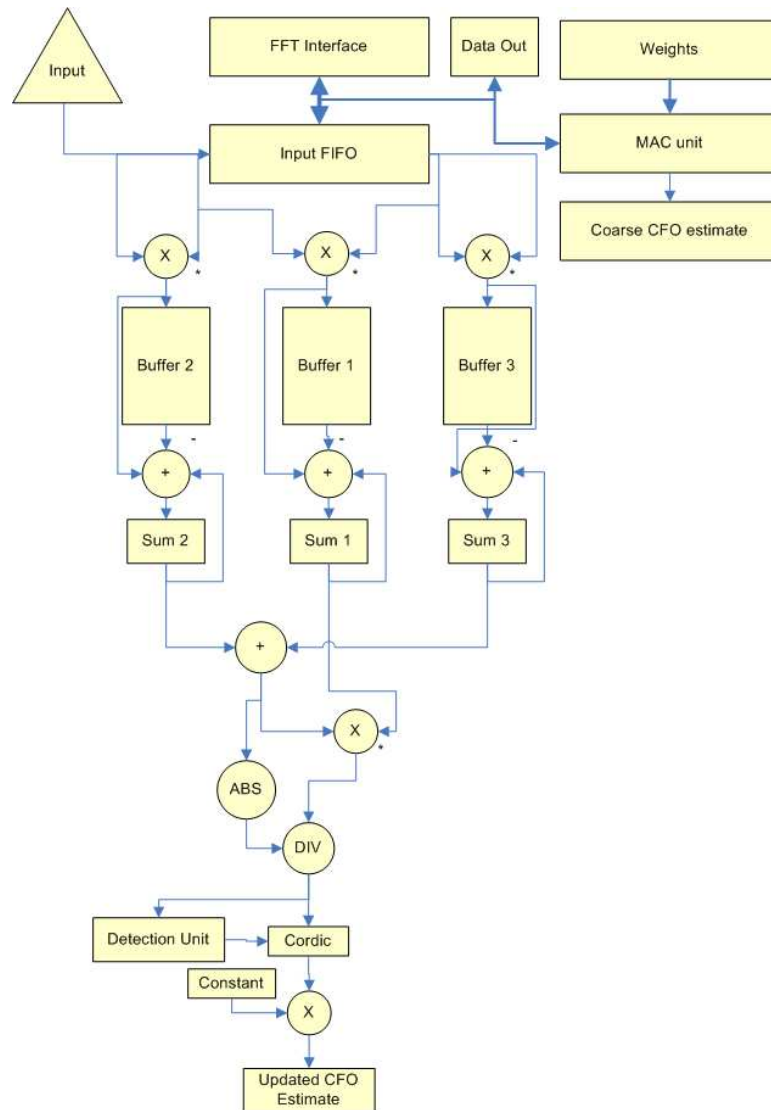 Input
FFT Interface
Data Out
Weights
Input FIFO
MAC unit
Coarse CFO estimate
X
*
X
*
X
*
Buffer 2
Buffer 1
Buffer 3
-
-
-
+
+
+
Sum 2
Sum 1
Sum 3
+
X
*
ABS
DIV
Detection Unit
Cordic
Constant
X
Updated CFO
Estimate